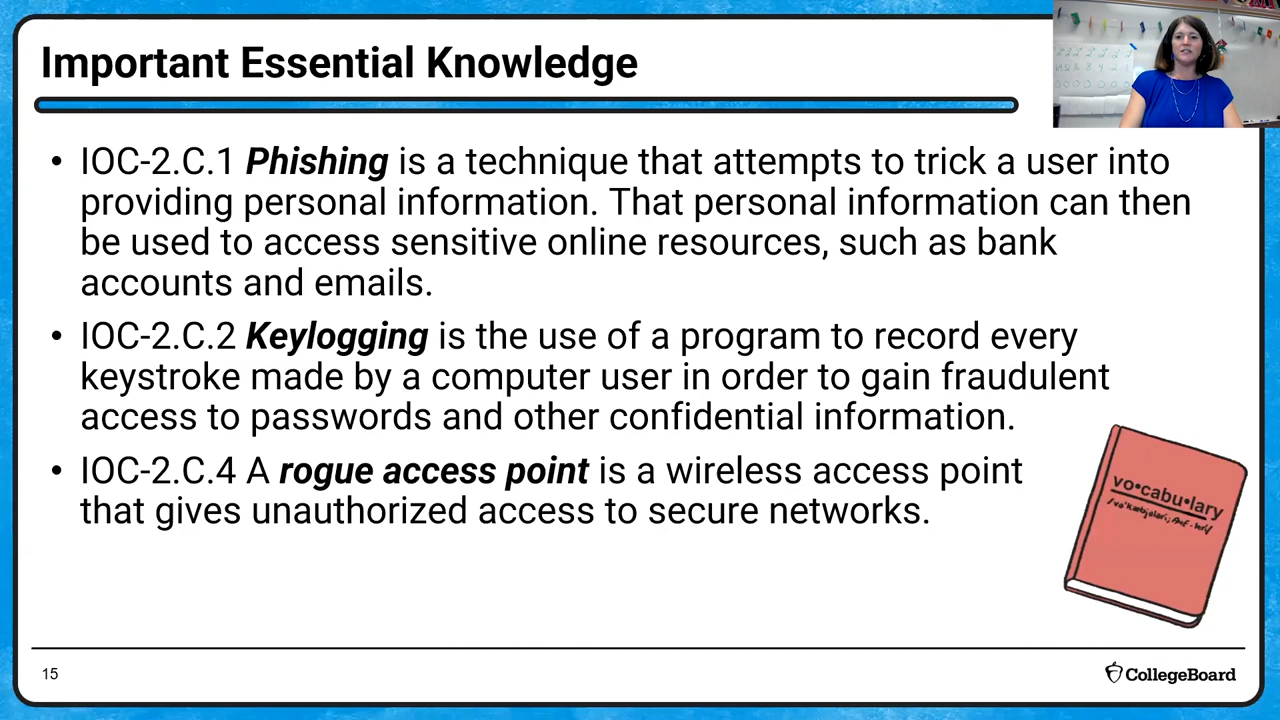 Important Essential Knowledge
• IOC-2.C.1 Phishing is a technique that attempts to trick a user into
providing personal information. That personal information can then
be used to access sensitive online resources, such as bank
accounts and emails.
• IOC-2.C.2 Keylogging is the use of a program to record every
keystroke made by a computer user in order to gain fraudulent
access to passwords and other confidential information.
• IOC-2.C.4 A rogue access point is a wireless access point
that gives unauthorized access to secure networks.
vo•cabu•lary
15
CollegeBoard